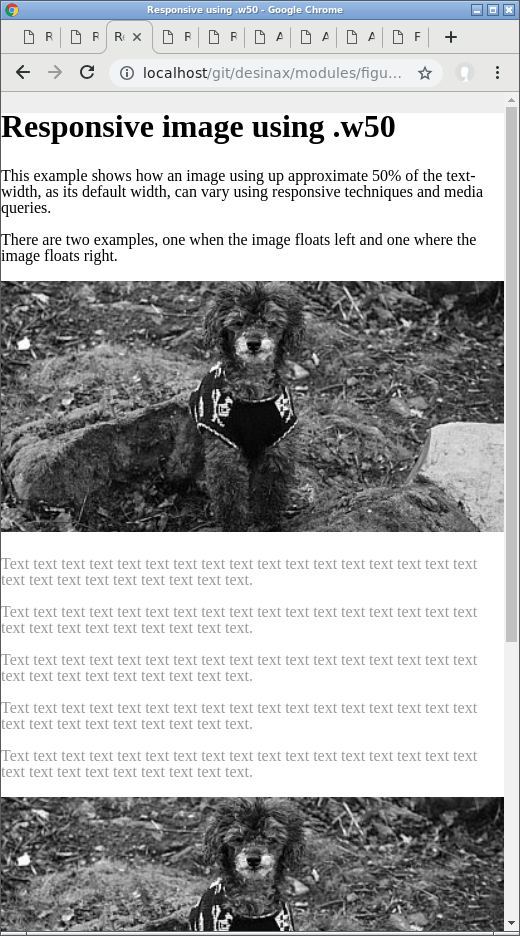 Responsive using .w50 - Google Chrome
R R R R R A A A F
localhost/git/desinax/modules/figu...
Responsive image using .w50
This example shows how an image using up approximate 50% of the text-
width, as its default width, can vary using responsive techniques and media
queries.
There are two examples, one when the image floats left and one where the
image floats right.
Text text text text text text text text text text text text text text text text text
text text text text text text text text text.
Text text text text text text text text text text text text text text text text text
text text text text text text text text text.
Text text text text text text text text text text text text text text text text text
text text text text text text text text text.
Text text text text text text text text text text text text text text text text text
text text text text text text text text text.
Text text text text text text text text text text text text text text text text text
text text text text text text text text text.